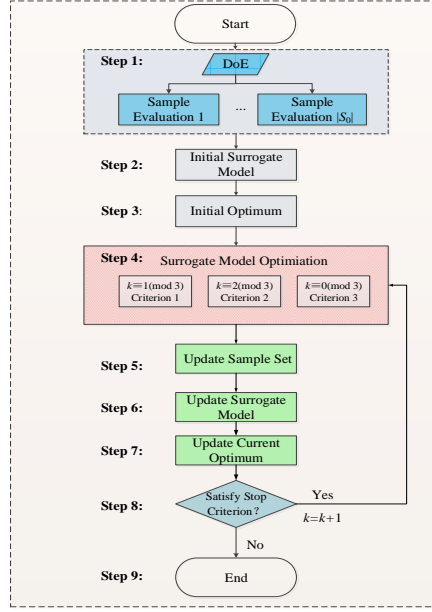 Start
Step 1:
DoE
Sample
Evaluation 1
...
Sample
Evaluation |S₀|
Step 2:
Initial Surrogate
Model
Step 3:
Initial Optimum
Step 4:
Surrogate Model Optimiation
k≡1(mod 3)
Criterion 1
k≡2(mod 3)
Criterion 2
k≡0(mod 3)
Criterion 3
Step 5:
Update Sample Set
Step 6:
Update Surrogate
Model
Step 7:
Update Current
Optimum
Step 8:
Satisfy Stop
Criterion?
Yes
k=k+1
No
Step 9:
End